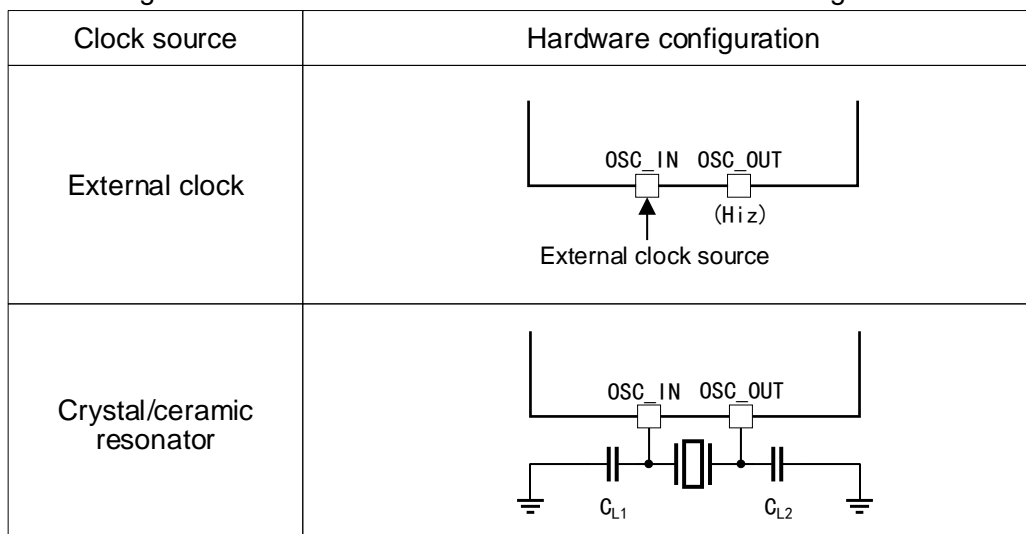 Clock source
Hardware configuration
External clock
OSC_IN OSC_OUT
(Hiz)
External clock source
Crystal/ceramic
resonator
OSC_IN OSC_OUT
CL1
CL2